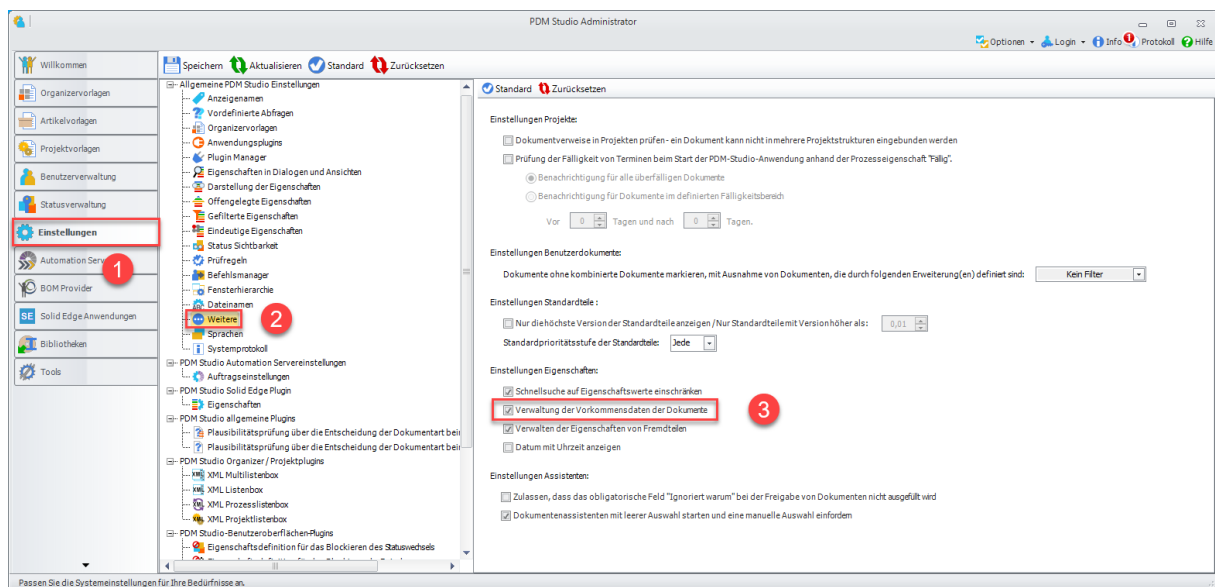 PDM Studio Administrator
Optionen Login Info 1 Protokoll Hilfe
Willkommen
Organizervorlagen
Artikelvorlagen
Projektvorlagen
Benutzerverwaltung
Statusverwaltung
Einstellungen
Automation Serv
1
BOM Provider
SE Solid Edge Anwendungen
Bibliotheken
Tools
Speichern Aktualisieren Standard Zurücksetzen
Allgemeine PDM Studio Einstellungen
Anzeigenamen
Vordefinierte Abfragen
Organizervorlagen
Anwendungsplugins
Plugin Manager
Eigenschaften in Dialogen und Ansichten
Darstellung der Eigenschaften
Offengelegte Eigenschaften
Gefilterte Eigenschaften
Eindeutige Eigenschaften
Status Sichtbarkeit
Prüfregeln
Befehlsmanager
Fensterhierarchie
Dateinamen
Weitere
2
Sprachen
Systemprotokoll
PDM Studio Automation Servereinstellungen
Auftragseinstellungen
PDM Studio Solid Edge Plugin
Eigenschaften
PDM Studio allgemeine Plugins
Plausibilitätsprüfung über die Entscheidung der Dokumentart bei
Plausibilitätsprüfung über die Entscheidung der Dokumentart bei
PDM Studio Organizer / Projektplugins
XML Multilistenbox
XML Listenbox
XML Prozesslistenbox
XML Projektlistenbox
PDM Studio-Benutzeroberflächen-Plugins
Eigenschaftsdefinition für das Blockieren des Statuswechsels
Standard Zurücksetzen
Einstellungen Projekte:
Dokumentverweise in Projekten prüfen - ein Dokument kann nicht in mehrere Projektstrukturen eingebunden werden
Prüfung der Fälligkeit von Terminen beim Start der PDM-Studio-Anwendung anhand der Prozesseigenschaft "Fällig".
Benachrichtigung für alle überfälligen Dokumente
Benachrichtigung für Dokumente im definierten Fälligkeitsbereich
Vor 0 Tagen und nach 0 Tagen.
Einstellungen Benutzerdokumente:
Dokumente ohne kombinierte Dokumente markieren, mit Ausnahme von Dokumenten, die durch folgenden Erweiterung(en) definiert sind: Kein Filter
Einstellungen Standardteile :
Nur die höchste Version der Standardteile anzeigen / Nur Standardteile mit Version höher als: 0,01
Standardprioritätsstufe der Standardteile: Jede
Einstellungen Eigenschaften:
Schnellsuche auf Eigenschaftswerte einschränken
Verwaltung der Vorkommensdaten der Dokumente
3
Verwalten der Eigenschaften von Fremdteilen
Datum mit Uhrzeit anzeigen
Einstellungen Assistenten:
Zulassen, dass das obligatorische Feld "Ignoriert warum" bei der Freigabe von Dokumenten nicht ausgefüllt wird
Dokumentenassistenten mit leerer Auswahl starten und eine manuelle Auswahl einfordern
Passen Sie die Systemeinstellungen für Ihre Bedürfnisse an.